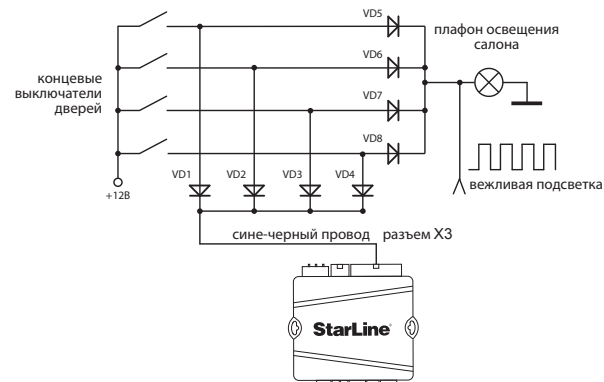 VD5
плафон освещения
салона
VD6
концевые
выключатели
дверей
VD7
VD8
VD1
VD2
VD3
VD4
+12В
вежливая подсветка
сине-черный провод разъем X3
StarLine